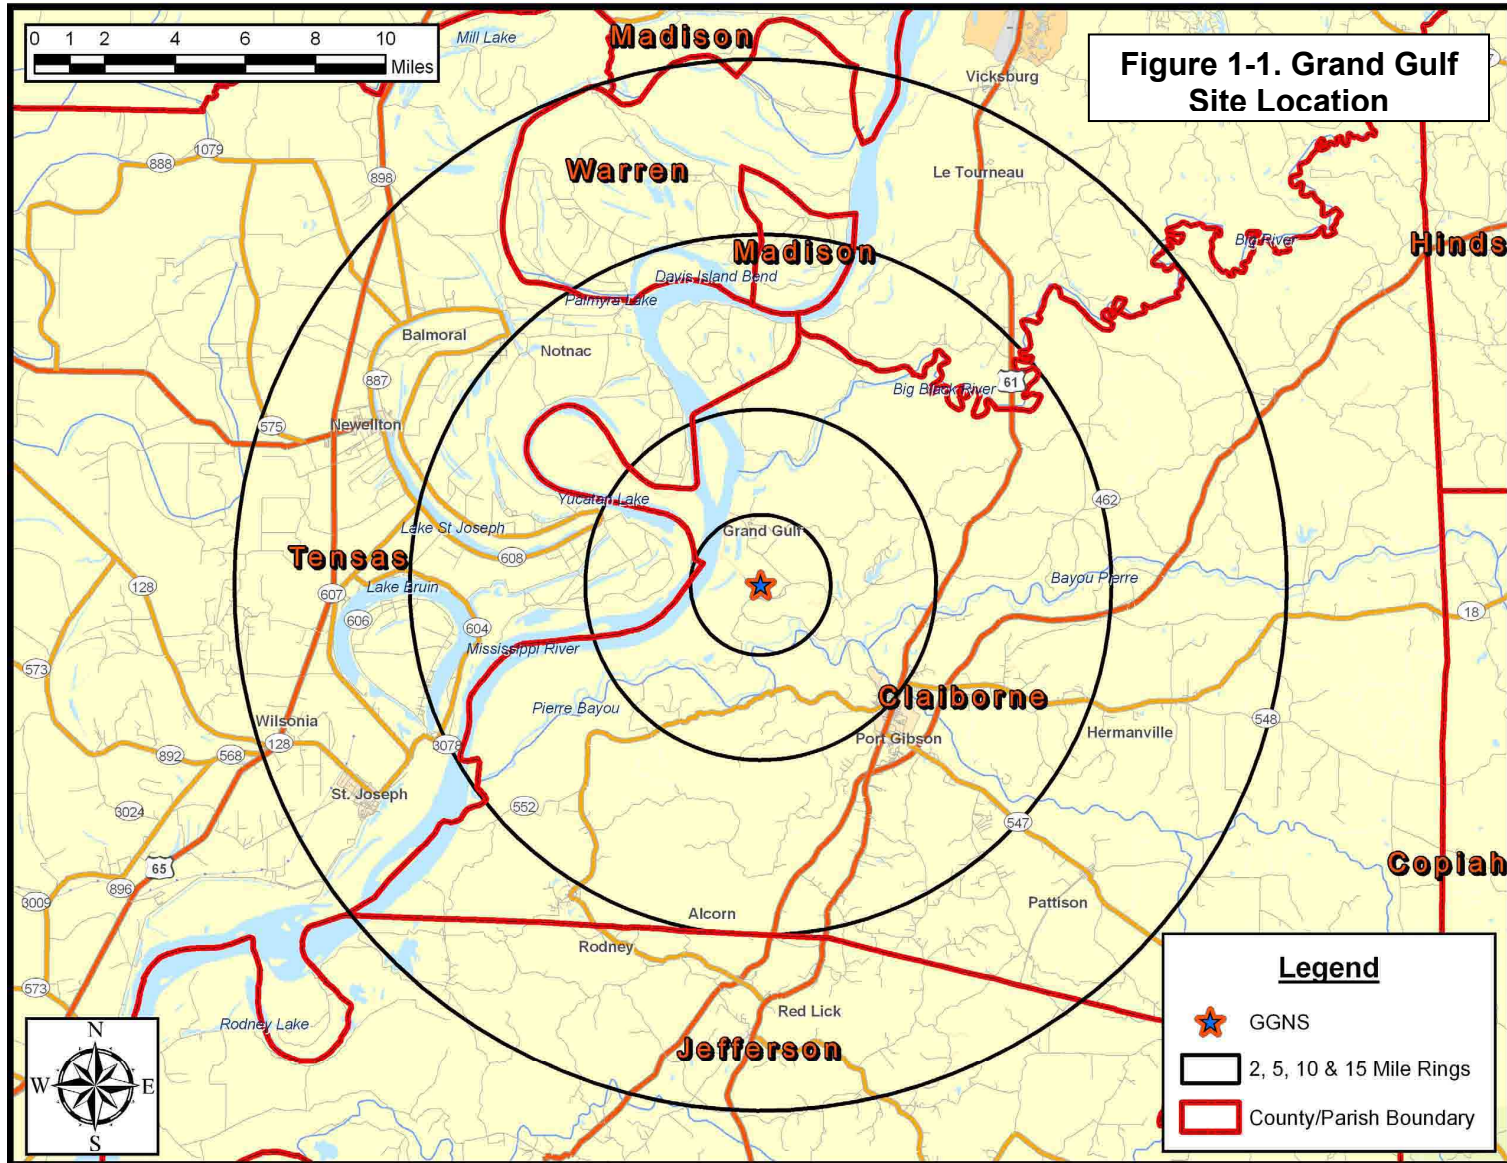 0 1 2 4 6 8 10
Miles
Figure 1-1. Grand Gulf
Site Location
Mill Lake
Madison
Vicksburg
1079
888
898
Warren
Le Tourneau
Madison
Big River
Hinds
Davis Island Bend
Palmyra Lake
Balmoral
Notnac
887
Big Black River
61
575
Newellton
Yucatan Lake
462
Lake St Joseph
Grand Gulf
608
Tensas
Lake Bruin
Bayou Pierre
128
607
606
604
18
Mississippi River
573
Claiborne
Pierre Bayou
Wilsonia
548
Hermanville
128
3078
Port Gibson
892
568
St. Joseph
552
3024
547
65
Copiah
896
3009
Alcorn
Pattison
Rodney
573
Red Lick
Rodney Lake
Jefferson
N
W E
S
Legend
GGNS
2, 5, 10 & 15 Mile Rings
County/Parish Boundary